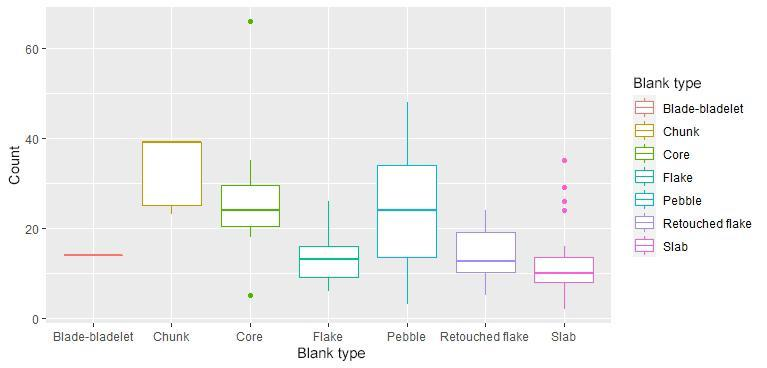 Count
60
40
20
0
Blade-bladelet Chunk Core Flake Pebble Retouched flake Slab
Blank type
Blank type
Blade-bladelet
Chunk
Core
Flake
Pebble
Retouched flake
Slab